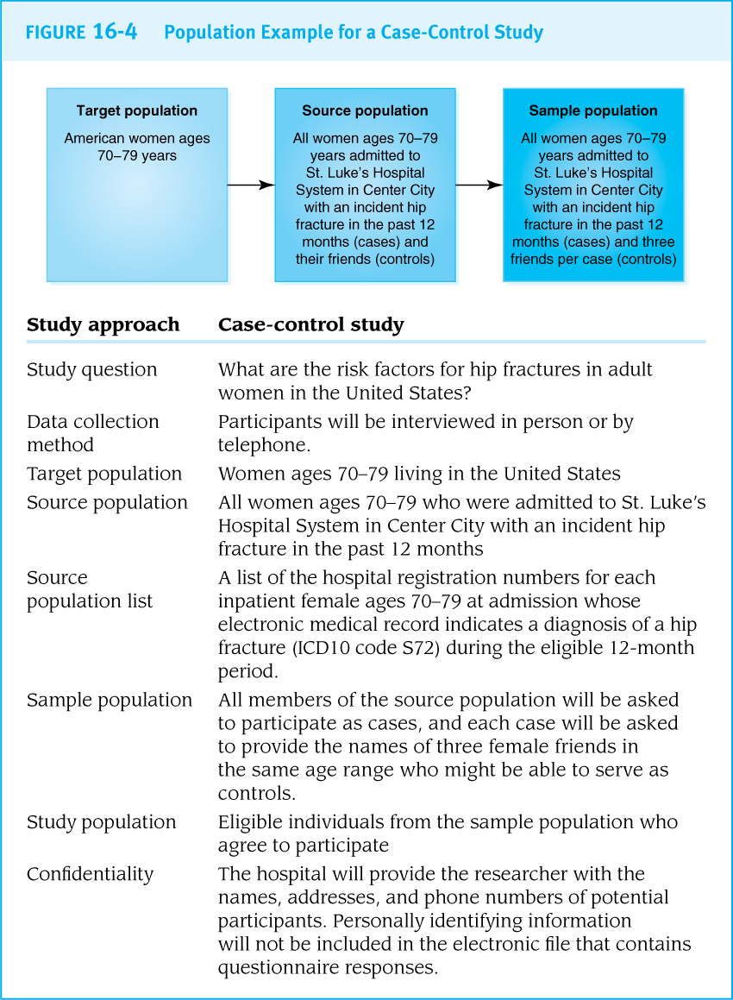 FIGURE 16-4 Population Example for a Case-Control Study
Target population
American women ages
70–79 years
Source population
All women ages 70–79
years admitted to
St. Luke's Hospital
System in Center City
with an incident hip
fracture in the past 12
months (cases) and
their friends (controls)
Sample population
All women ages 70–79
years admitted to
St. Luke's Hospital
System in Center City
with an incident hip
fracture in the past 12
months (cases) and three
friends per case (controls)
Study approach Case-control study
Study question What are the risk factors for hip fractures in adult
women in the United States?
Data collection Participants will be interviewed in person or by
method telephone.
Target population Women ages 70–79 living in the United States
Source population All women ages 70–79 who were admitted to St. Luke's
Hospital System in Center City with an incident hip
fracture in the past 12 months
Source A list of the hospital registration numbers for each
population list inpatient female ages 70–79 at admission whose
electronic medical record indicates a diagnosis of a hip
fracture (ICD10 code S72) during the eligible 12-month
period.
Sample population All members of the source population will be asked
to participate as cases, and each case will be asked
to provide the names of three female friends in
the same age range who might be able to serve as
controls.
Study population Eligible individuals from the sample population who
agree to participate
Confidentiality The hospital will provide the researcher with the
names, addresses, and phone numbers of potential
participants. Personally identifying information
will not be included in the electronic file that contains
questionnaire responses.